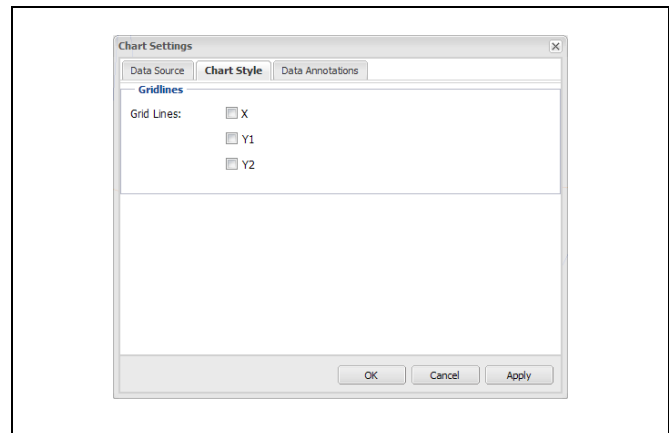 Chart Settings
Data Source Chart Style Data Annotations
Gridlines
Grid Lines: X
Y1
Y2
OK Cancel Apply